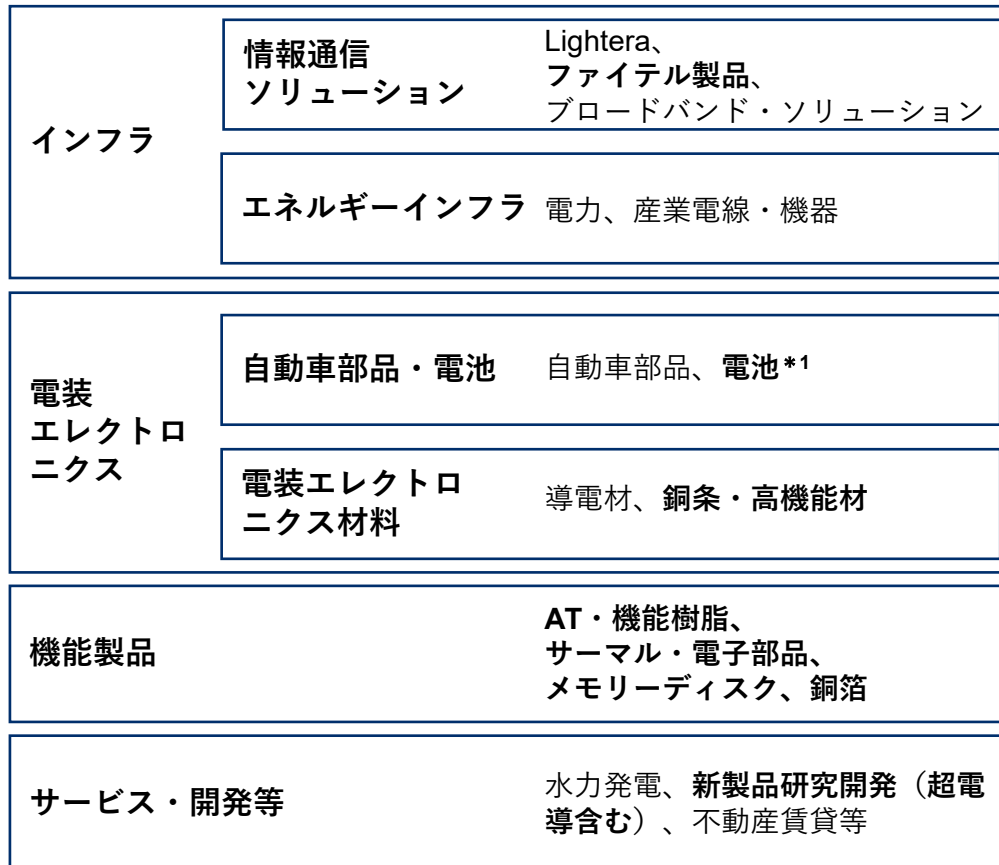 インフラ
情報通信
ソリューション
Lightera、
ファイテル製品、
ブロードバンド・ソリューション
エネルギーインフラ
電力、産業電線・機器
電装
エレクトロ
ニクス
自動車部品・電池
自動車部品、電池*1
電装エレクトロ
ニクス材料
導電材、銅条・高機能材
機能製品
AT・機能樹脂、
サーマル・電子部品、
メモリーディスク、銅箔
サービス・開発等
水力発電、新製品研究開発（超電
導含む）、不動産賃貸等